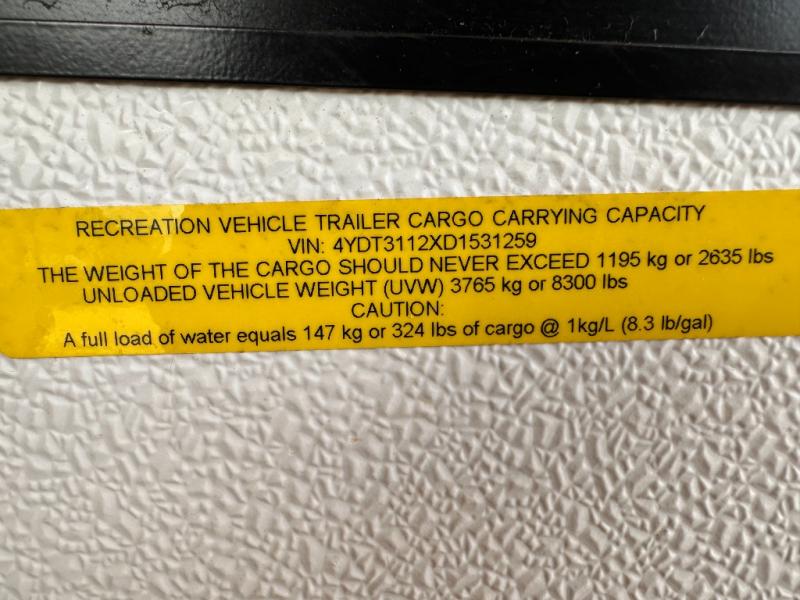 RECREATION VEHICLE TRAILER CARGO CARRYING CAPACITY
VIN: 4YDT3112XD1531259
THE WEIGHT OF THE CARGO SHOULD NEVER EXCEED 1195 kg or 2635 lbs
UNLOADED VEHICLE WEIGHT (UVW) 3765 kg or 8300 lbs
CAUTION:
A full load of water equals 147 kg or 324 lbs of cargo @ 1kg/L (8.3 lb/gal)